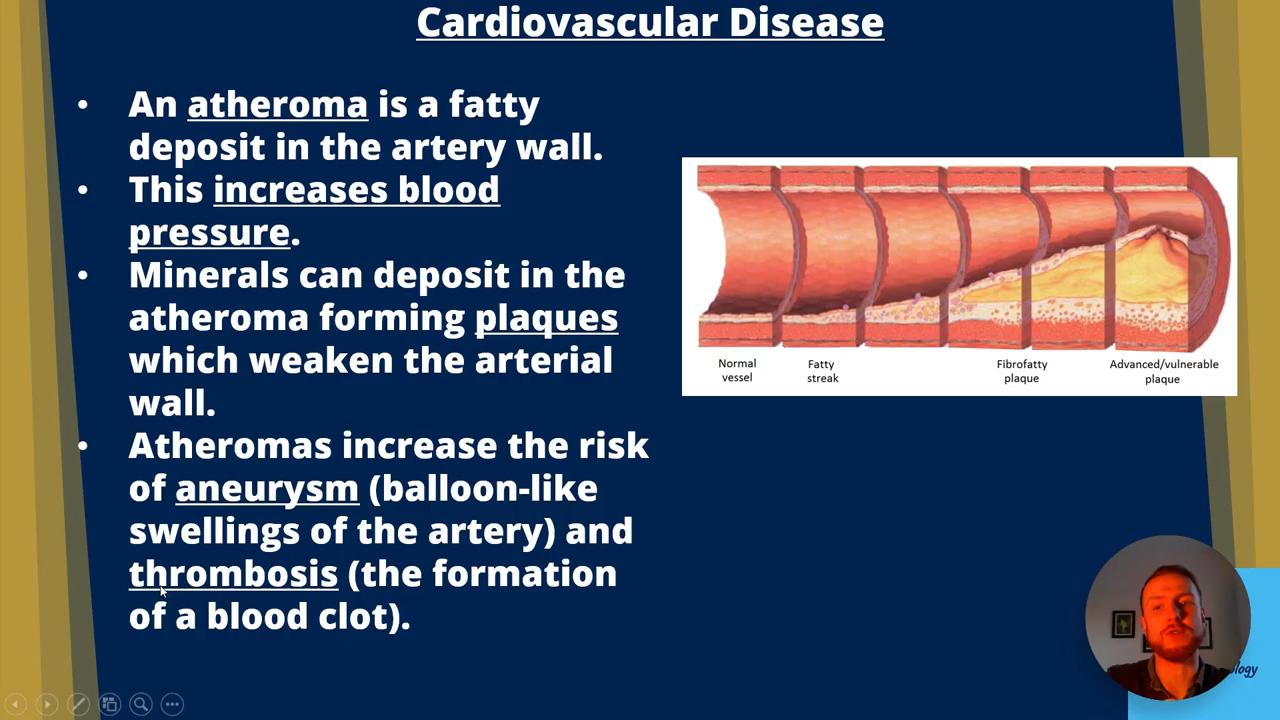 Cardiovascular Disease
• An atheroma is a fatty
deposit in the artery wall.
• This increases blood
pressure.
• Minerals can deposit in the
atheroma forming plaques
which weaken the arterial
wall.
• Atheromas increase the risk
of aneurysm (balloon-like
swellings of the artery) and
thrombosis (the formation
of a blood clot).
Normal
vessel
Fatty
streak
Fibrofatty
plaque
Advanced/vulnerable
plaque